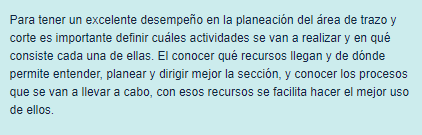 Para tener un excelente desempeño en la planeación del área de trazo y
corte es importante definir cuáles actividades se van a realizar y en qué
consiste cada una de ellas. El conocer qué recursos llegan y de dónde
permite entender, planear y dirigir mejor la sección, y conocer los procesos
que se van a llevar a cabo, con esos recursos se facilita hacer el mejor uso
de ellos.